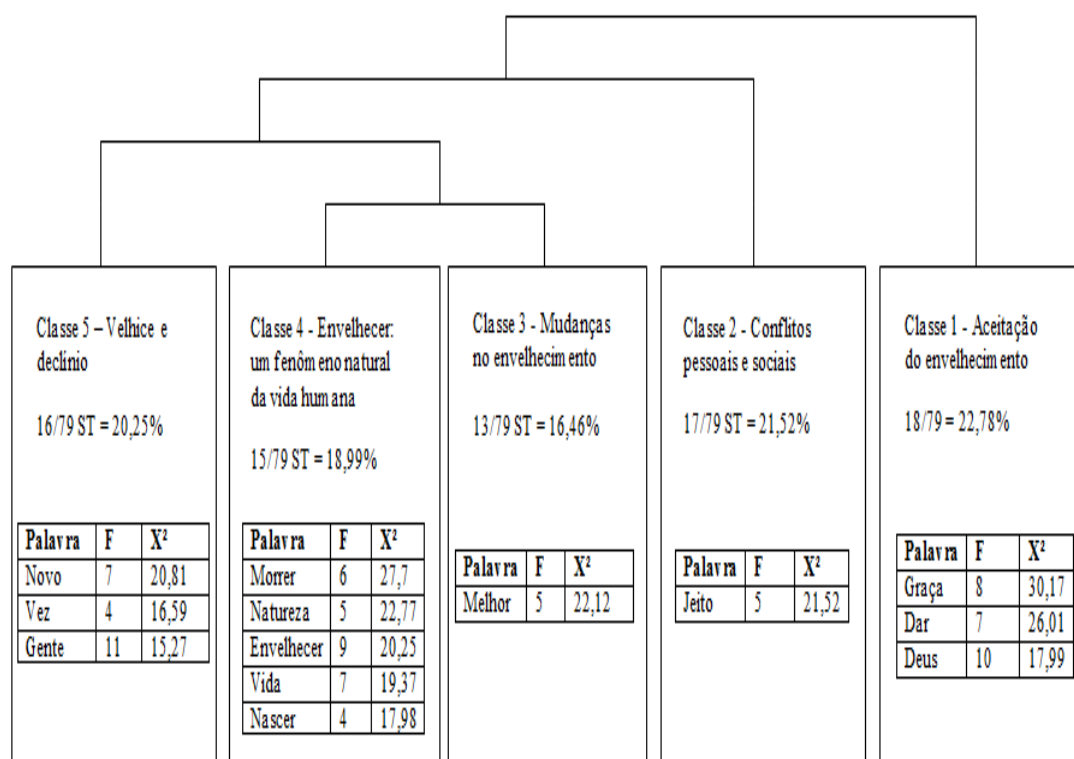 Classe 5 – Velhice e
declínio
16/79 ST = 20,25%
Palavra F X²
Novo 7 20,81
Vez 4 16,59
Gente 11 15,27
Classe 4 - Envelhecer:
um fenômeno natural
da vida humana
15/79 ST = 18,99%
Palavra F X²
Morrer 6 27,7
Natureza 5 22,77
Envelhecer 9 20,25
Vida 7 19,37
Nascer 4 17,98
Classe 3 - Mudanças
no envelhecimento
13/79 ST = 16,46%
Palavra F X²
Melhor 5 22,12
Classe 2 - Conflitos
pessoais e sociais
17/79 ST = 21,52%
Palavra F X²
Jeito 5 21,52
Classe 1 - Aceitação
do envelhecimento
18/79 = 22,78%
Palavra F X²
Graça 8 30,17
Dar 7 26,01
Deus 10 17,99